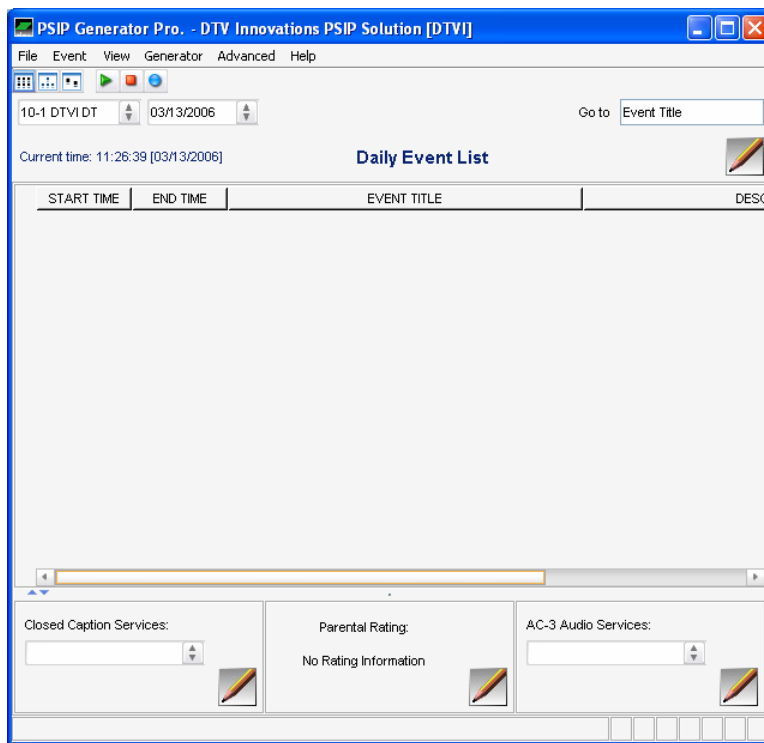 PSIP Generator Pro. - DTV Innovations PSIP Solution [DTVI]
File Event View Generator Advanced Help
10-1 DTVI DT 03/13/2006 Go to Event Title
Current time: 11:26:39 [03/13/2006] Daily Event List
START TIME END TIME EVENT TITLE DESC
Closed Caption Services: Parental Rating: AC-3 Audio Services:
No Rating Information